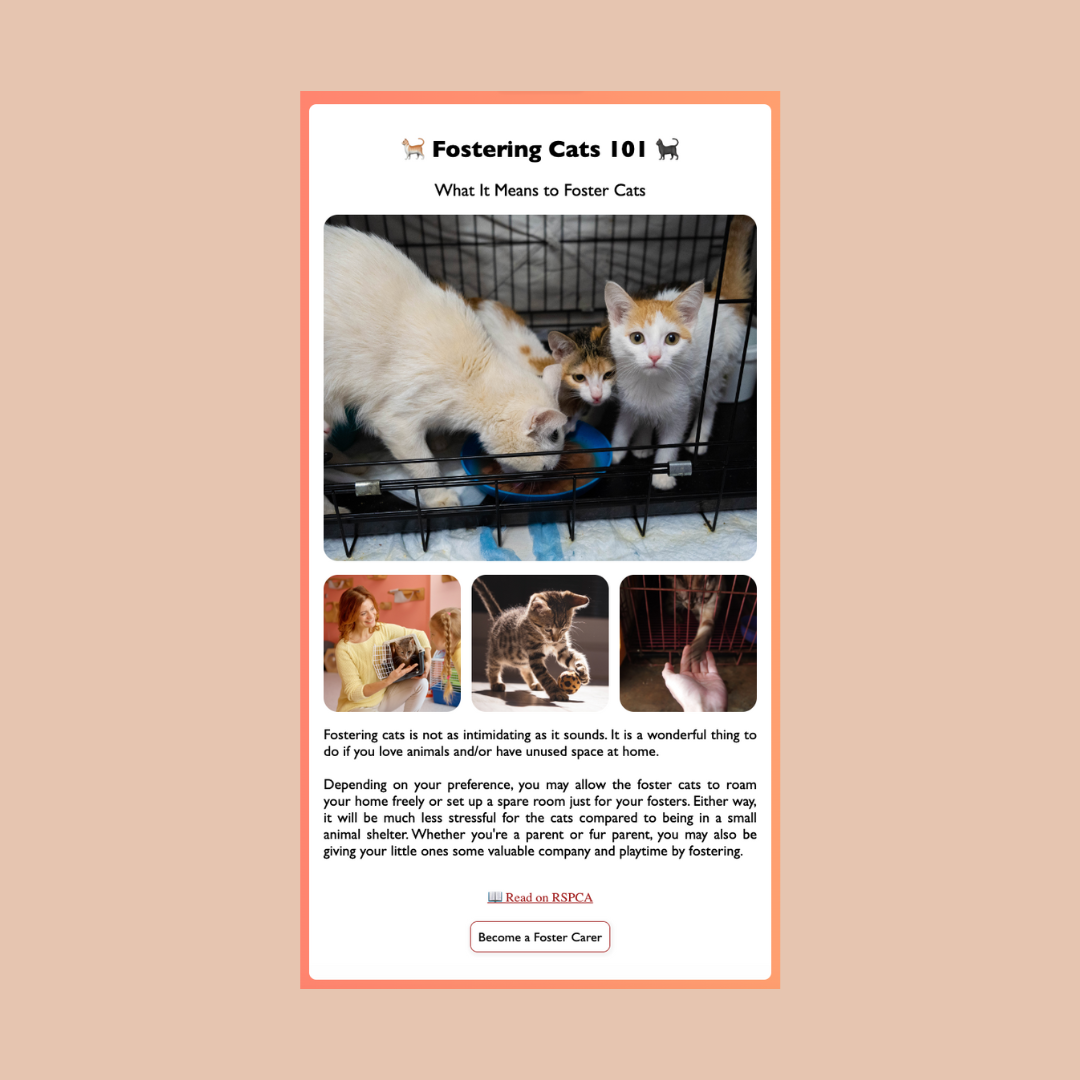 🐈 Fostering Cats 101 🐈‍⬛
What It Means to Foster Cats
Fostering cats is not as intimidating as it sounds. It is a wonderful thing to
do if you love animals and/or have unused space at home.
Depending on your preference, you may allow the foster cats to roam
your home freely or set up a spare room just for your fosters. Either way,
it will be much less stressful for the cats compared to being in a small
animal shelter. Whether you're a parent or fur parent, you may also be
giving your little ones some valuable company and playtime by fostering.
📖 Read on RSPCA
Become a Foster Carer